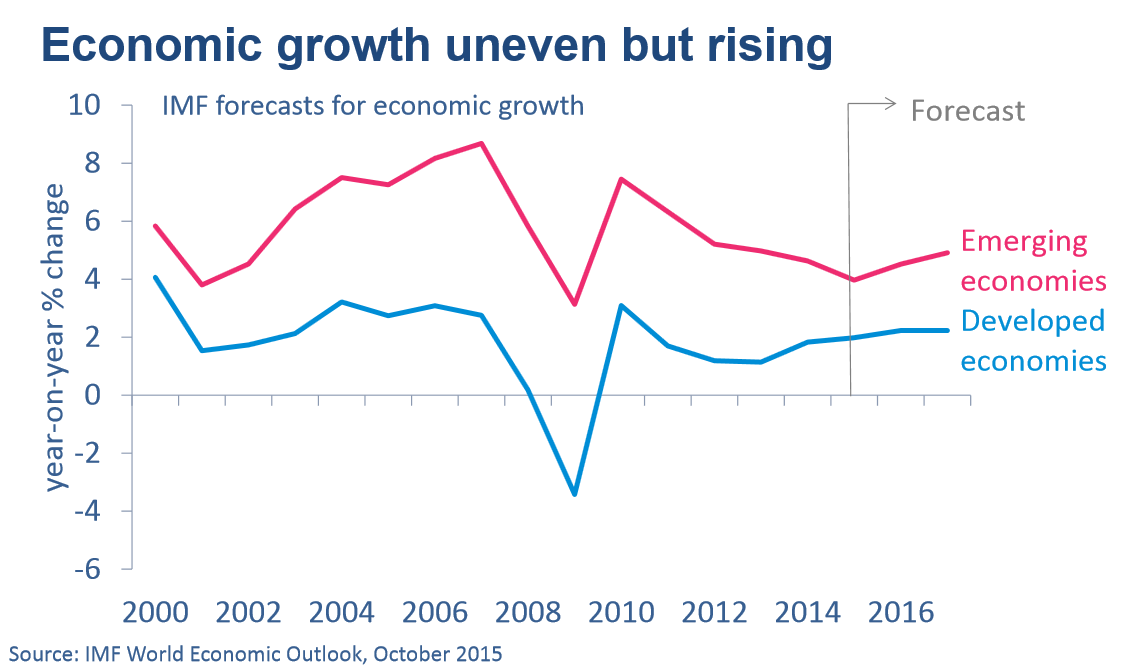 Economic growth uneven but rising
IMF forecasts for economic growth
Forecast
year-on-year % change
10
8
6
4
2
0
-2
-4
-6
Emerging
economies
Developed
economies
2000 2002 2004 2006 2008 2010 2012 2014 2016
Source: IMF World Economic Outlook, October 2015